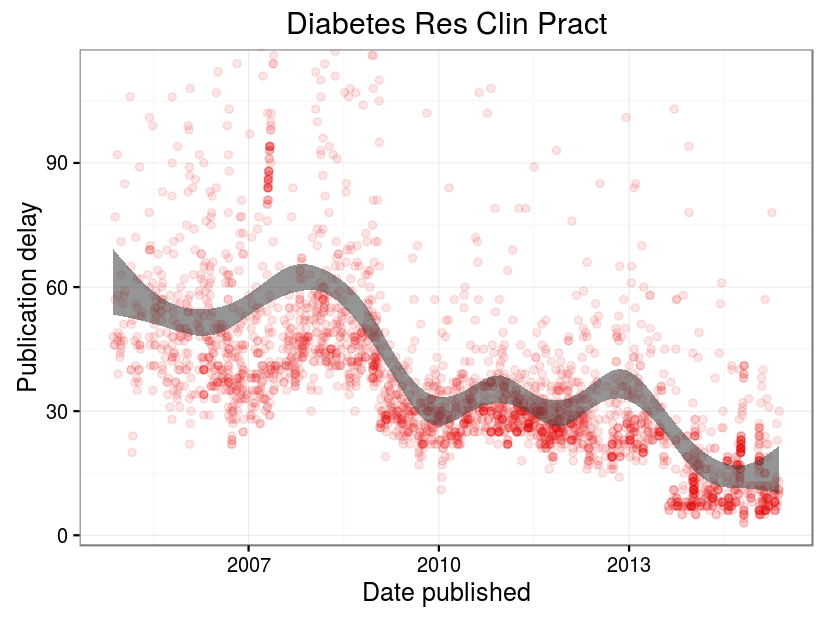 Diabetes Res Clin Pract
Publication delay
90
60
30
0
2007
2010
2013
Date published